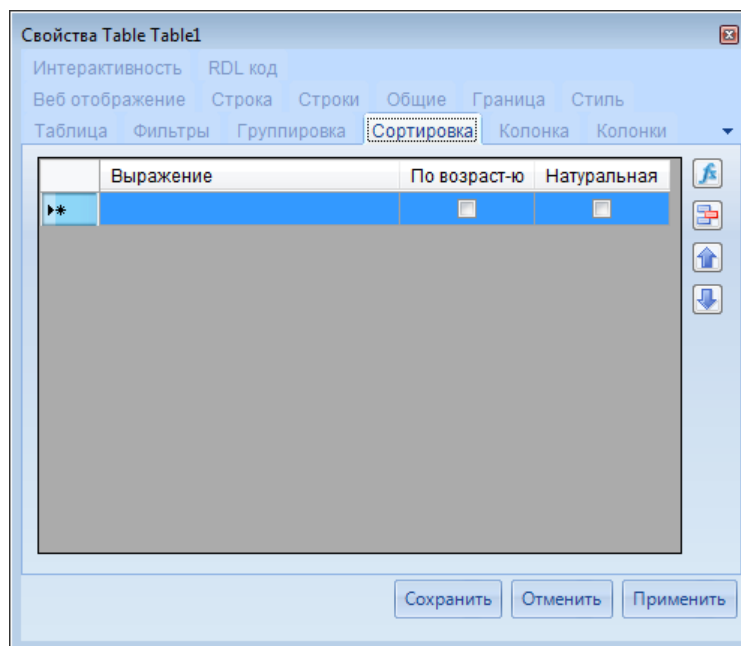 Свойства Table Table1
Интерактивность RDL код
Веб отображение Строка Строки Общие Граница Стиль
Таблица Фильтры Группировка Сортировка Колонка Колонки
Выражение По возраст-ю Натуральная
fx
Сохранить Отменить Применить